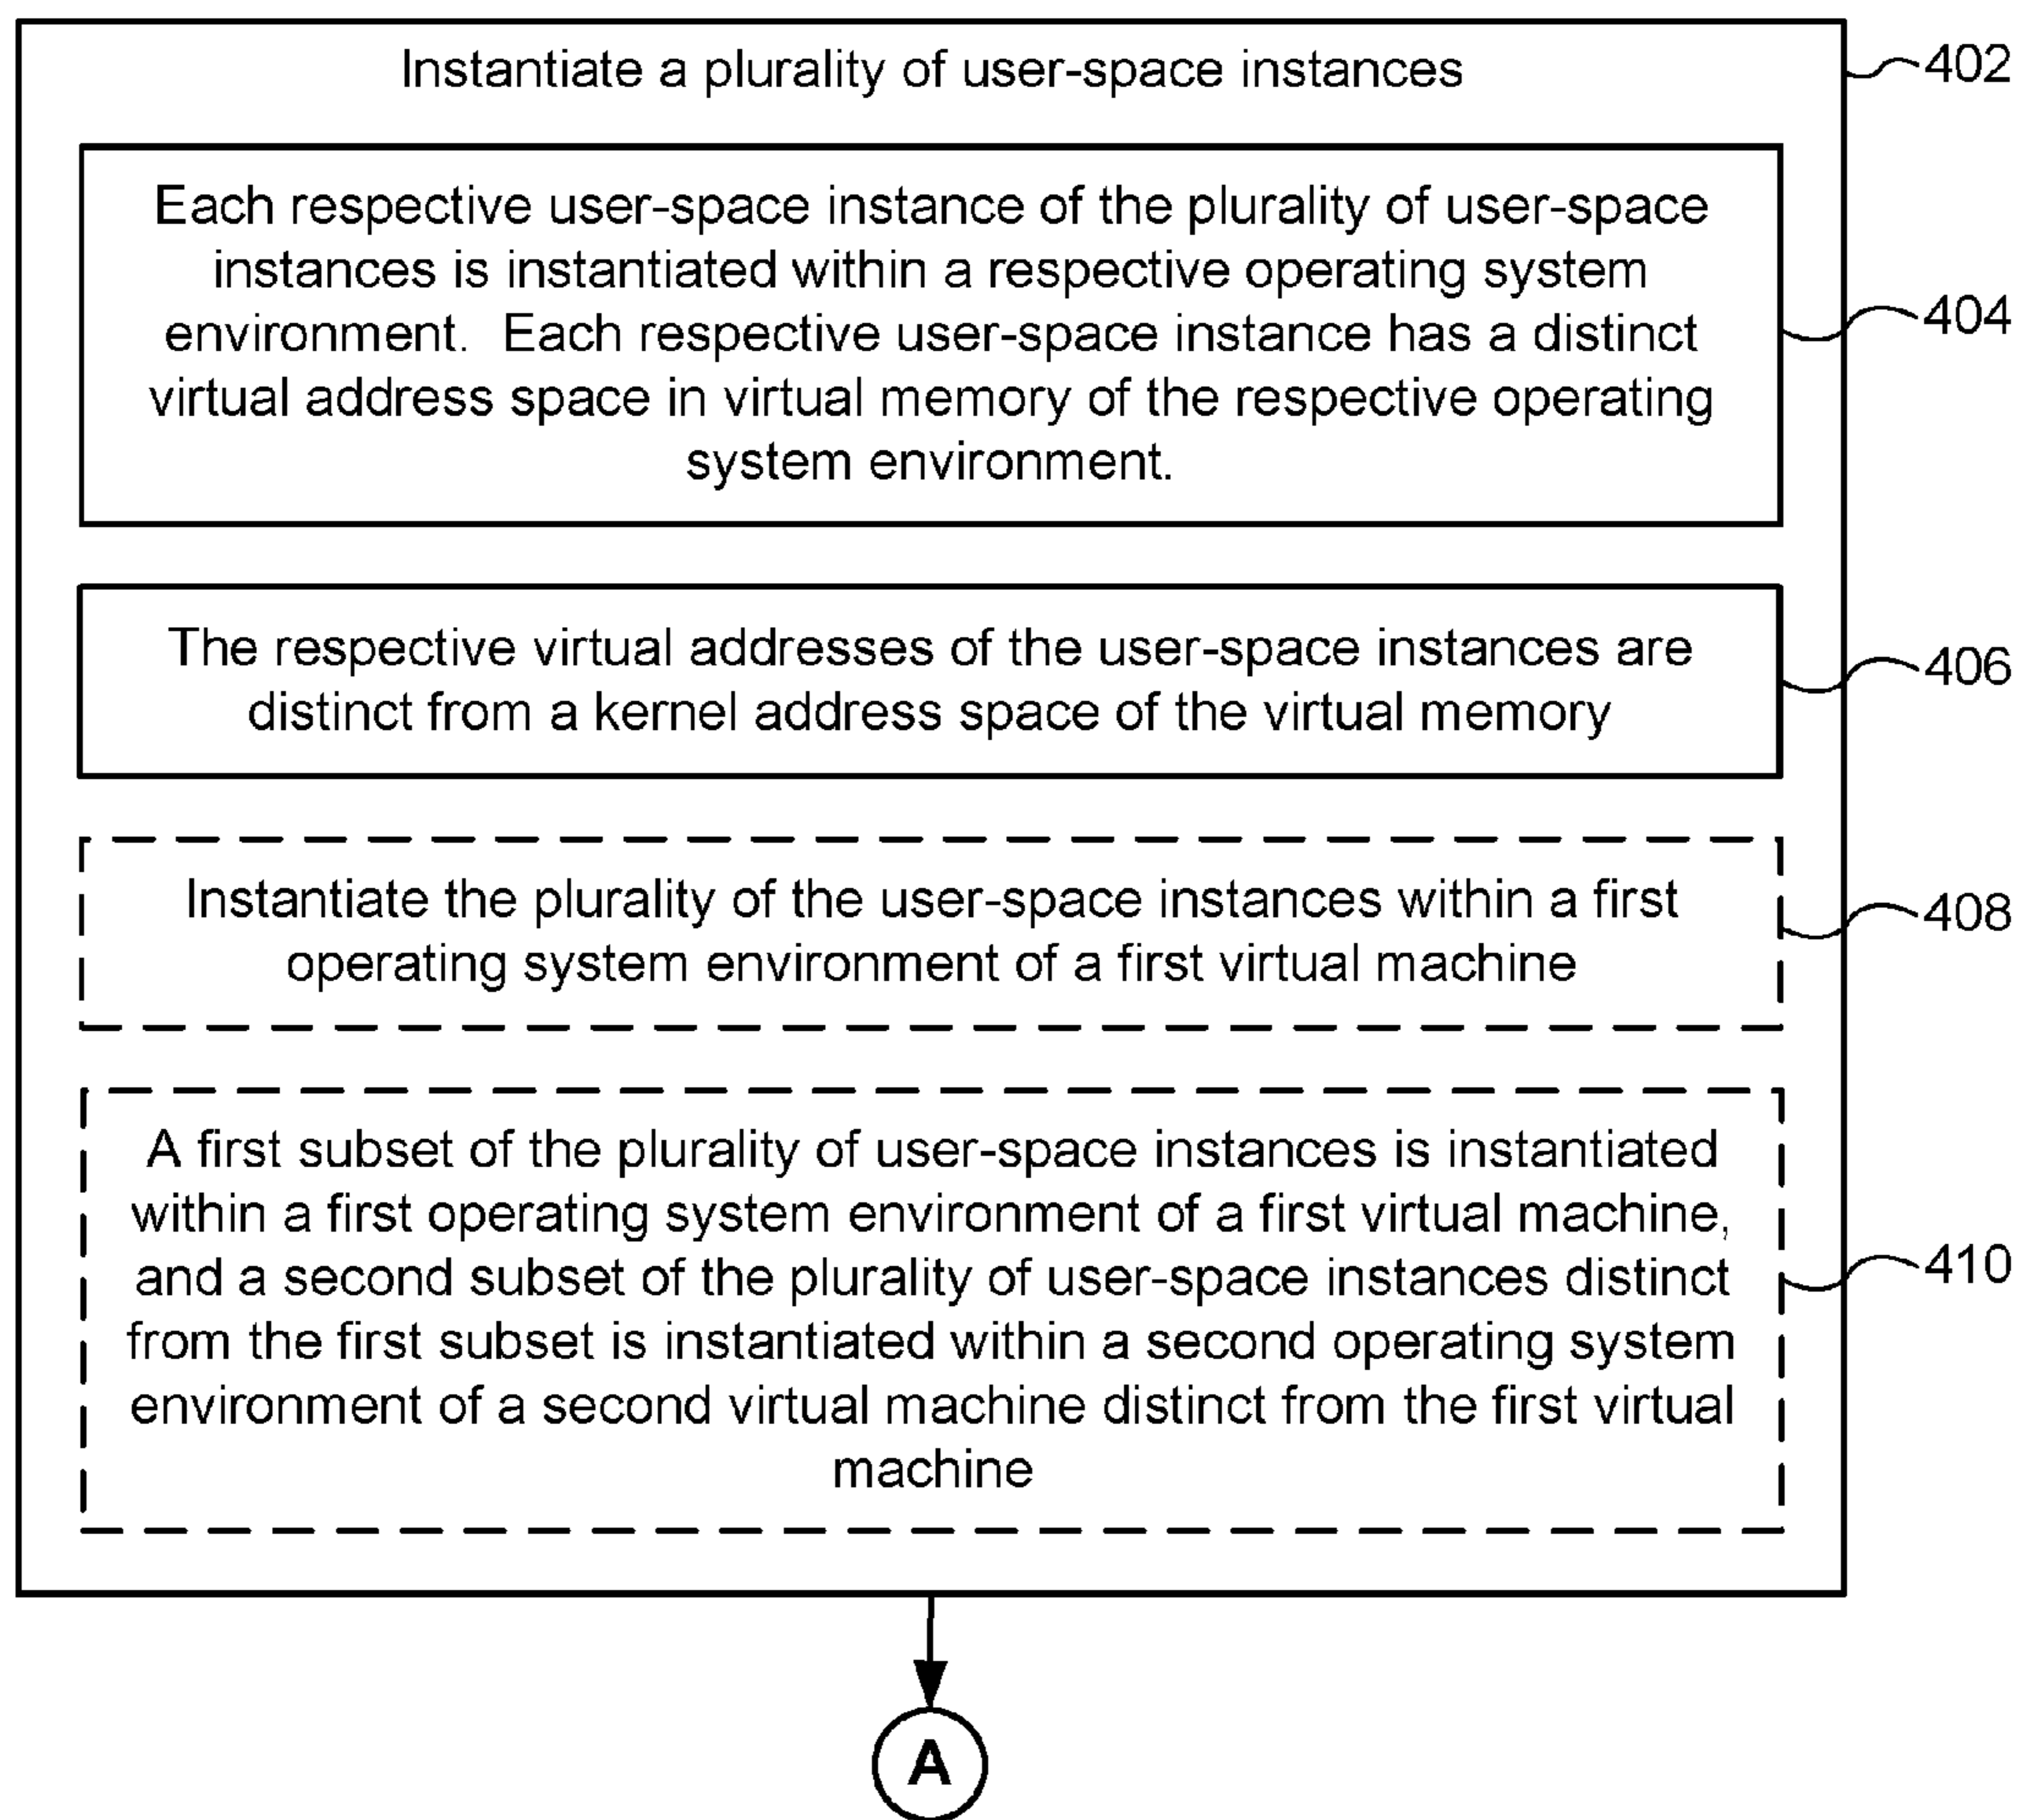 Instantiate a plurality of user-space instances
402
Each respective user-space instance of the plurality of user-space
instances is instantiated within a respective operating system
environment.  Each respective user-space instance has a distinct
virtual address space in virtual memory of the respective operating
system environment.
404
The respective virtual addresses of the user-space instances are
distinct from a kernel address space of the virtual memory
406
Instantiate the plurality of the user-space instances within a first
operating system environment of a first virtual machine
408
A first subset of the plurality of user-space instances is instantiated
within a first operating system environment of a first virtual machine,
and a second subset of the plurality of user-space instances distinct
from the first subset is instantiated within a second operating system
environment of a second virtual machine distinct from the first virtual
machine
410
A